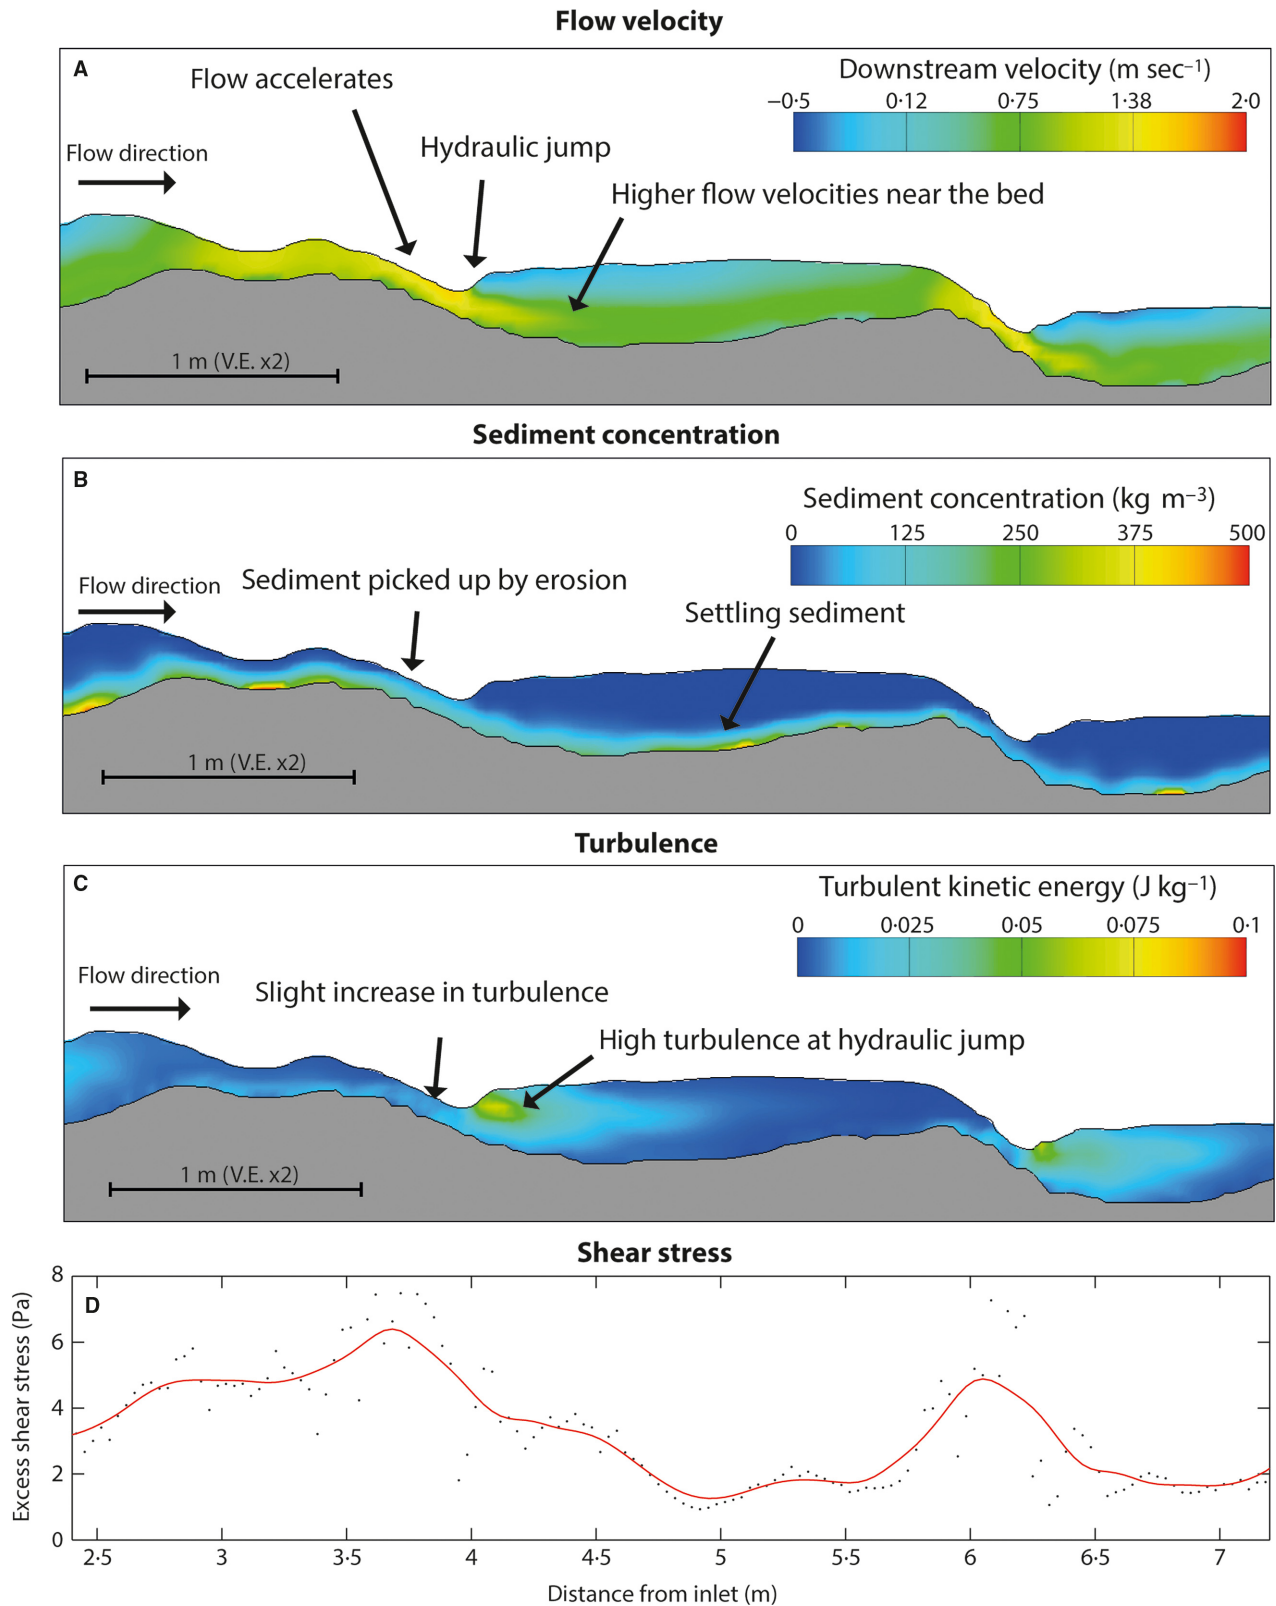 Flow velocity
A
Flow accelerates
Downstream velocity (m sec⁻¹)
−0·5 0·12 0·75 1·38 2·0
Hydraulic jump
Flow direction
Higher flow velocities near the bed
1 m (V.E. x2)
Sediment concentration
B
Sediment concentration (kg m⁻³)
0 125 250 375 500
Flow direction
Sediment picked up by erosion
Settling sediment
1 m (V.E. x2)
Turbulence
C
Turbulent kinetic energy (J kg⁻¹)
0 0·025 0·05 0·075 0·1
Flow direction
Slight increase in turbulence
High turbulence at hydraulic jump
1 m (V.E. x2)
Shear stress
D
Excess shear stress (Pa)
8
6
4
2
0
2·5 3 3·5 4 4·5 5 5·5 6 6·5 7
Distance from inlet (m)